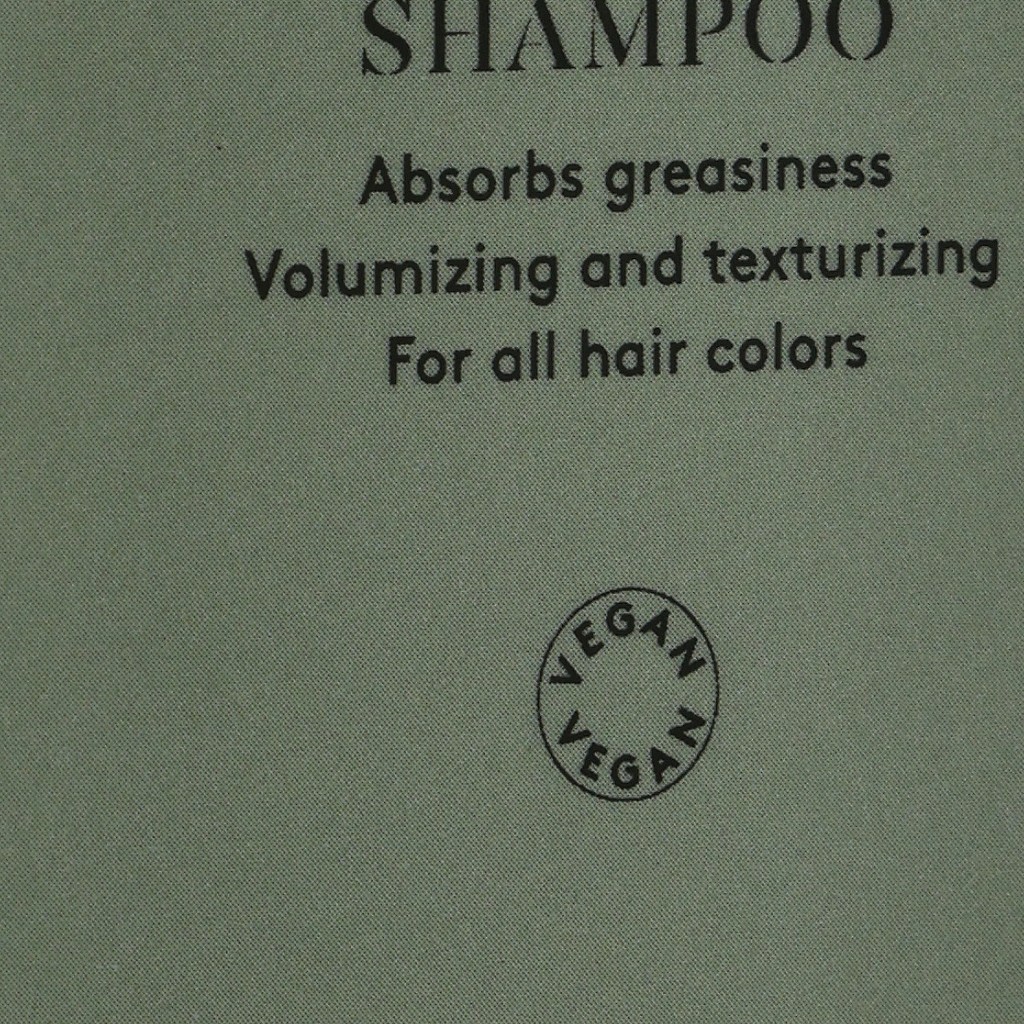 SHAMPOO
Absorbs greasiness
Volumizing and texturizing
For all hair colors
VEGAN
VEGAN